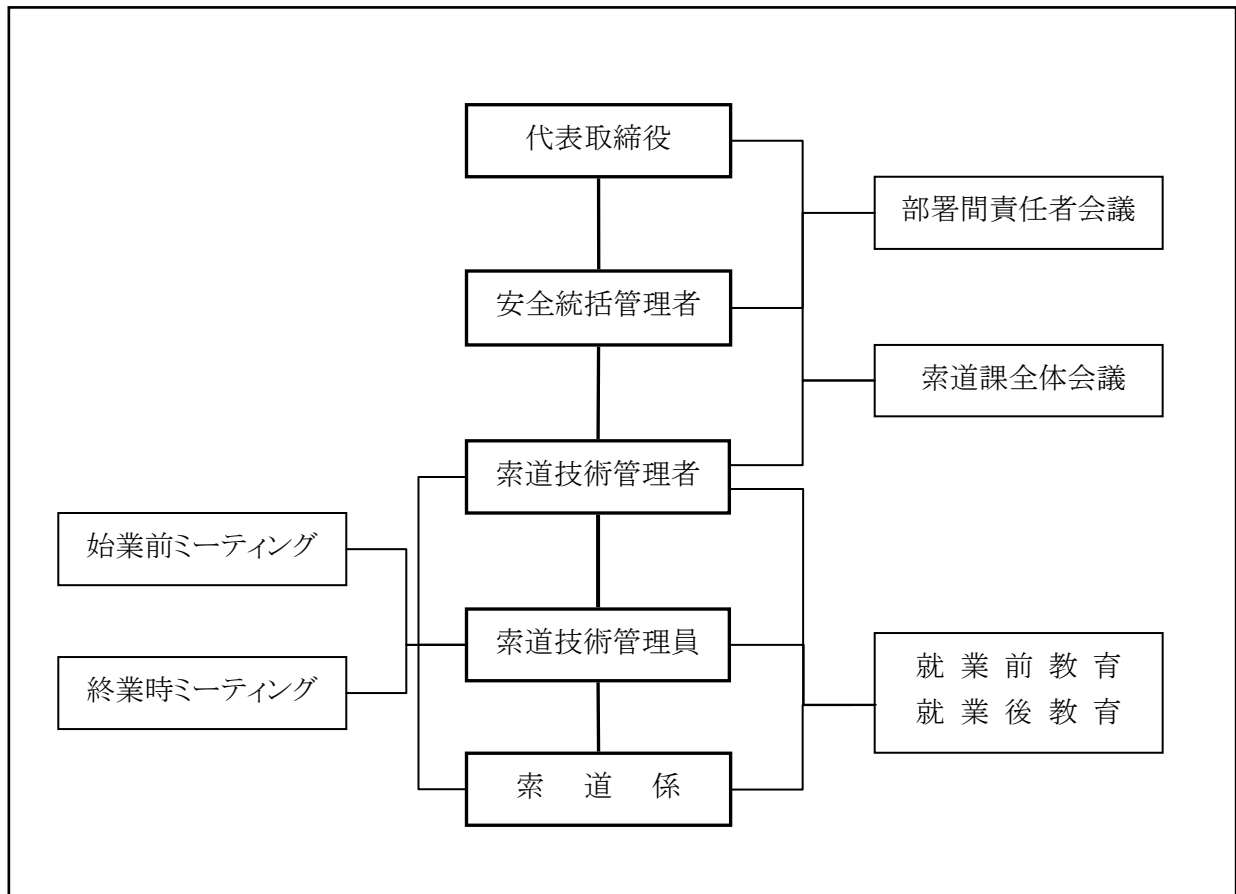 代表取締役
部署間責任者会議
安全統括管理者
索道課全体会議
索道技術管理者
始業前ミーティング
索道技術管理員
終業時ミーティング
就業前教育
就業後教育
索道係